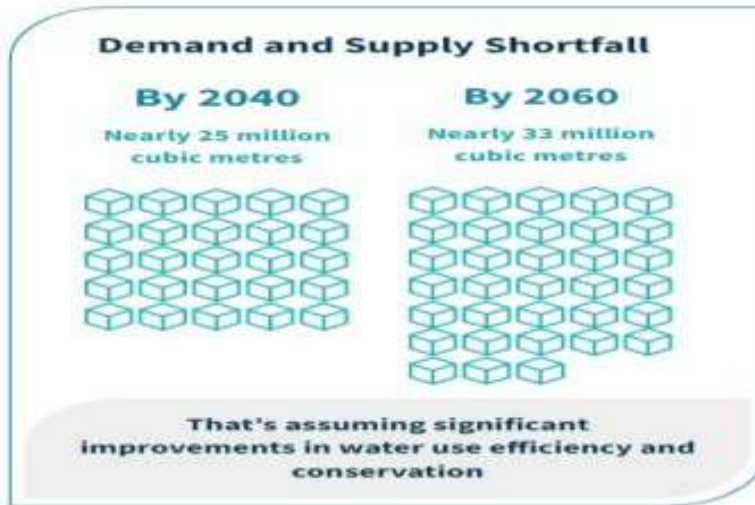 Demand and Supply Shortfall
By 2040
Nearly 25 million
cubic metres
By 2060
Nearly 33 million
cubic metres
That's assuming significant
improvements in water use efficiency and
conservation